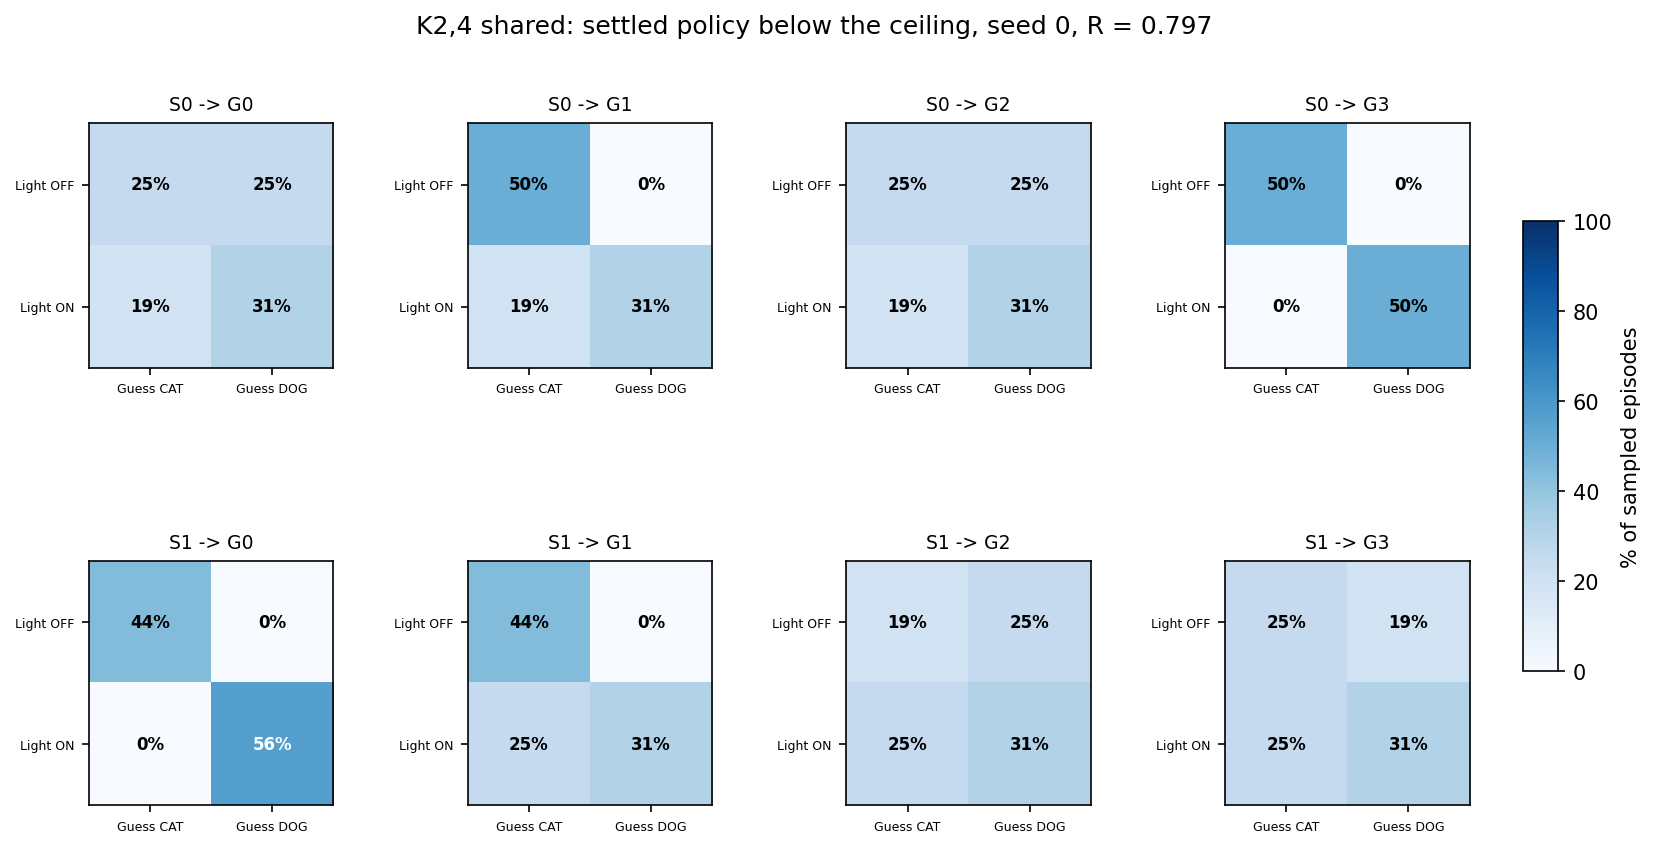 K2,4 shared: settled policy below the ceiling, seed 0, R = 0.797
S0 -> G0
S0 -> G1
S0 -> G2
S0 -> G3
Light OFF
25%
25%
Light OFF
50%
0%
Light OFF
25%
25%
Light OFF
50%
0%
Light ON
19%
31%
Light ON
19%
31%
Light ON
19%
31%
Light ON
0%
50%
Guess CAT
Guess DOG
Guess CAT
Guess DOG
Guess CAT
Guess DOG
Guess CAT
Guess DOG
S1 -> G0
S1 -> G1
S1 -> G2
S1 -> G3
Light OFF
44%
0%
Light OFF
44%
0%
Light OFF
19%
25%
Light OFF
25%
19%
Light ON
0%
56%
Light ON
25%
31%
Light ON
25%
31%
Light ON
25%
31%
Guess CAT
Guess DOG
Guess CAT
Guess DOG
Guess CAT
Guess DOG
Guess CAT
Guess DOG
100
80
60
40
20
0
% of sampled episodes